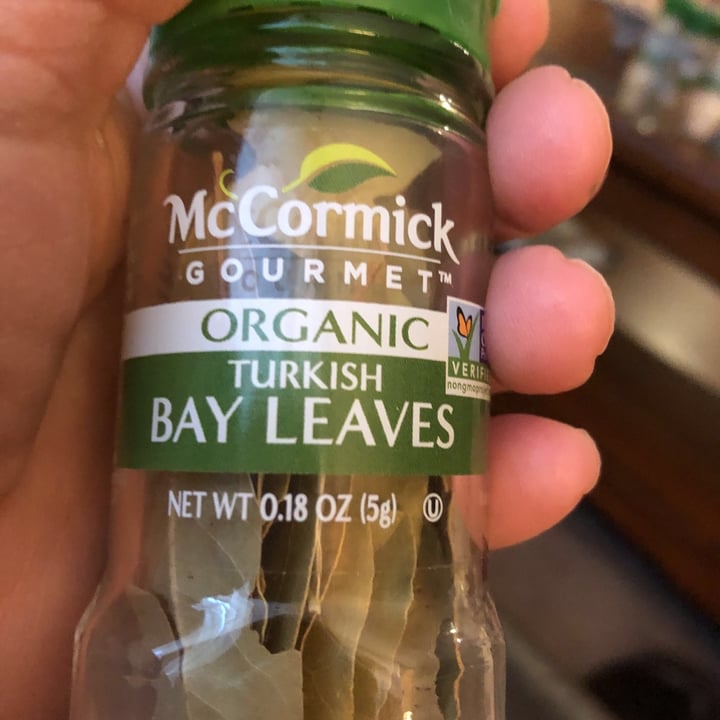 McCormick
GOURMET™
ORGANIC
TURKISH
BAY LEAVES
NET WT 0.18 OZ (5g) Ⓤ